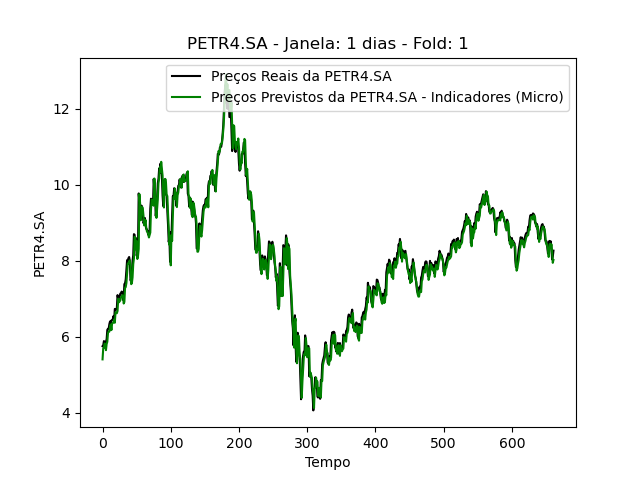 PETR4.SA - Janela: 1 dias - Fold: 1
Preços Reais da PETR4.SA
Preços Previstos da PETR4.SA - Indicadores (Micro)
12
10
8
6
4
PETR4.SA
0 100 200 300 400 500 600
Tempo